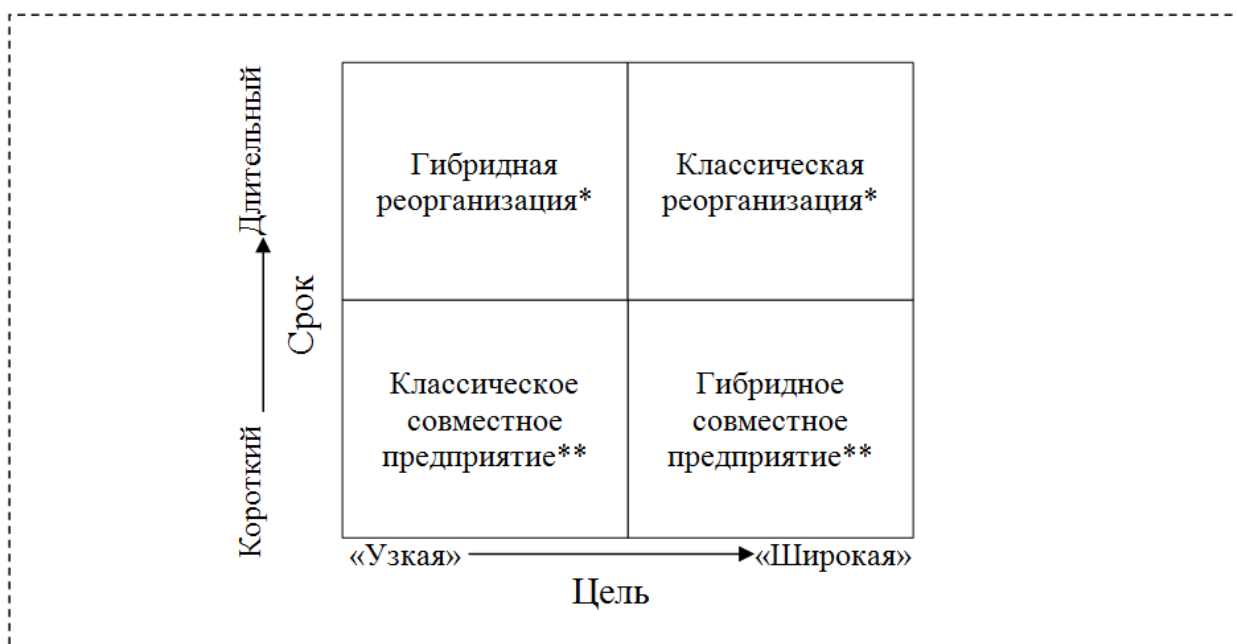 Длительный
Срок
Короткий
Гибридная
реорганизация*
Классическая
реорганизация*
Классическое
совместное
предприятие**
Гибридное
совместное
предприятие**
«Узкая»
«Широкая»
Цель